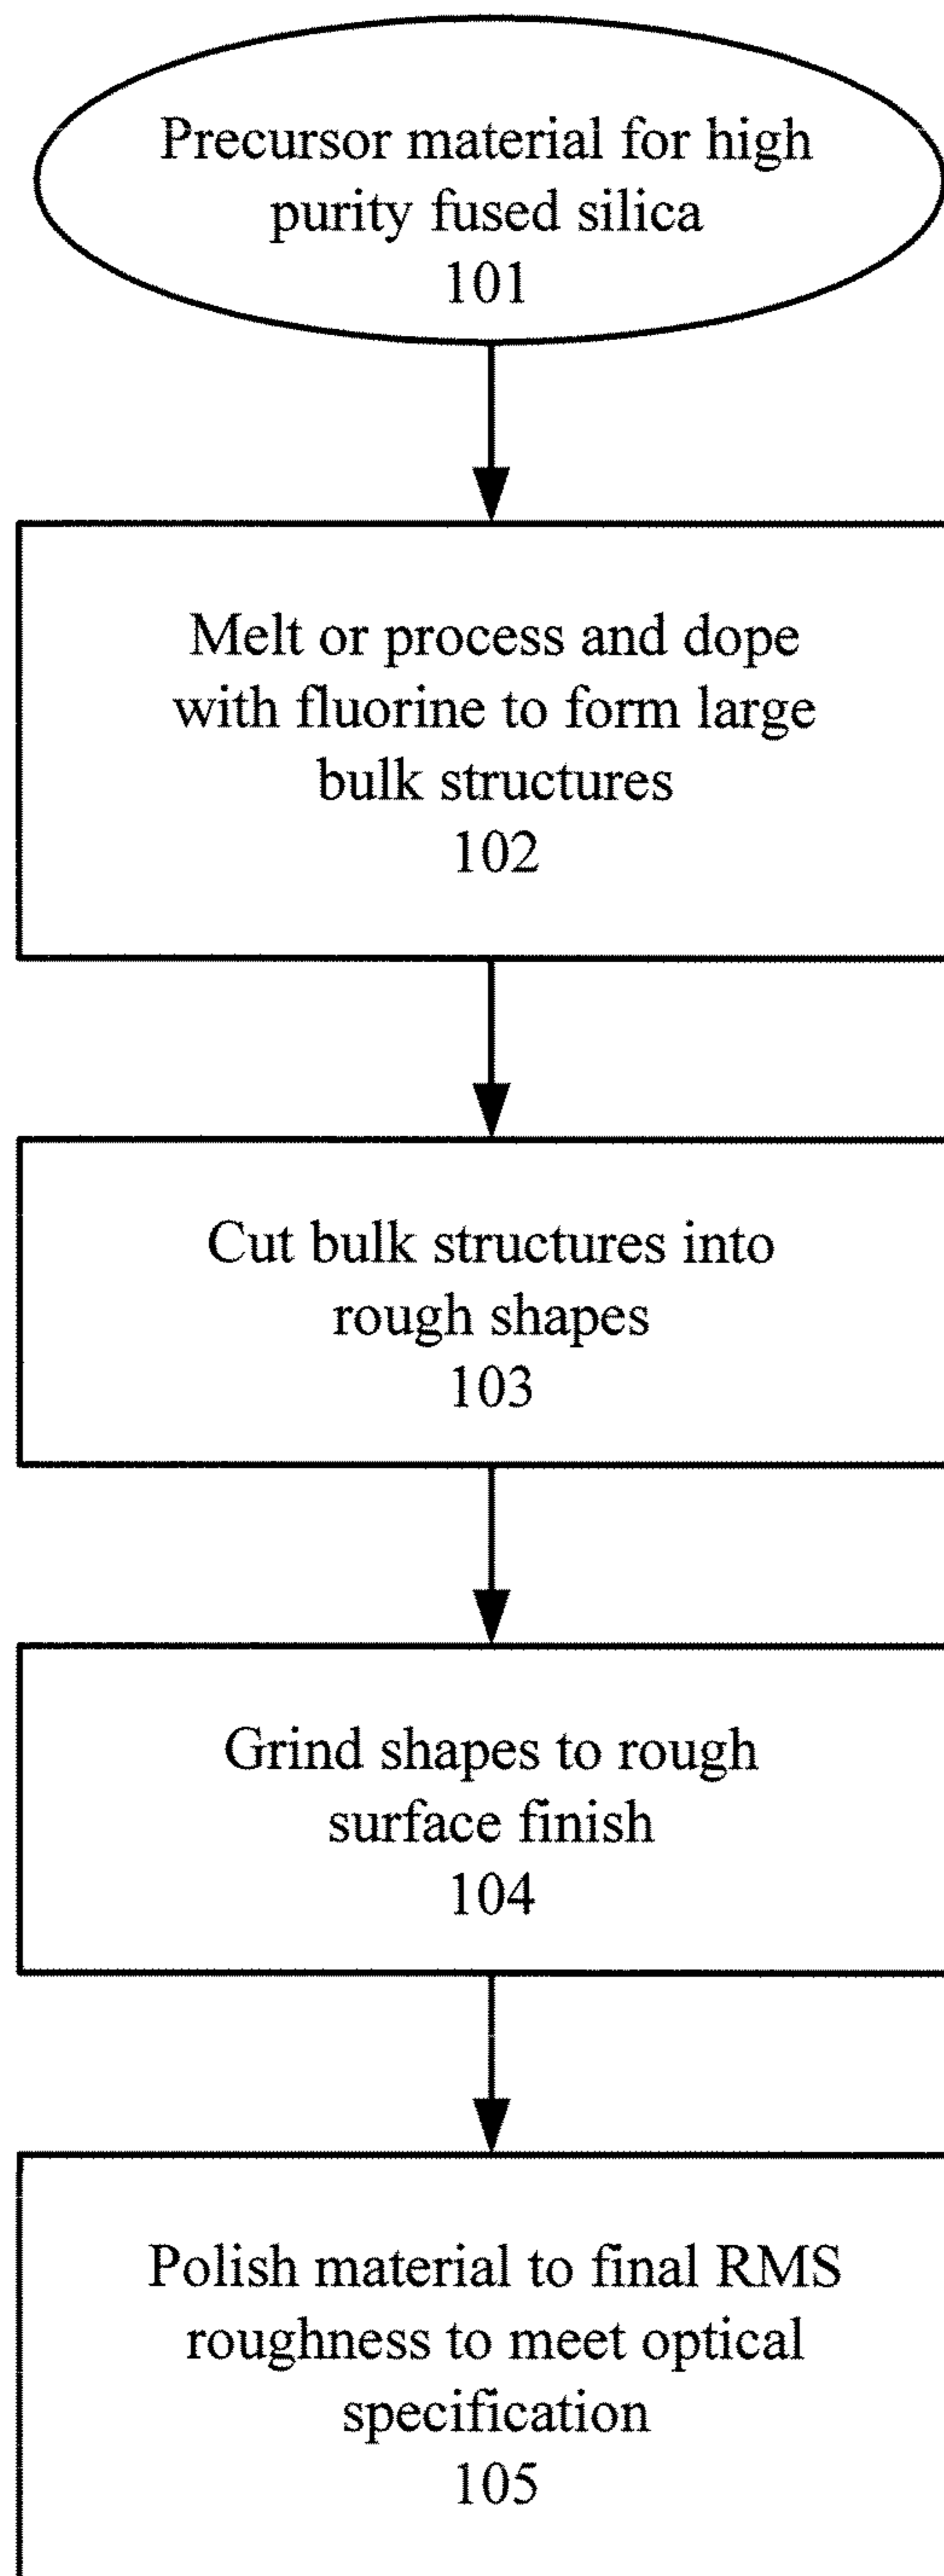 Precursor material for high
purity fused silica
101
Melt or process and dope
with fluorine to form large
bulk structures
102
Cut bulk structures into
rough shapes
103
Grind shapes to rough
surface finish
104
Polish material to final RMS
roughness to meet optical
specification
105